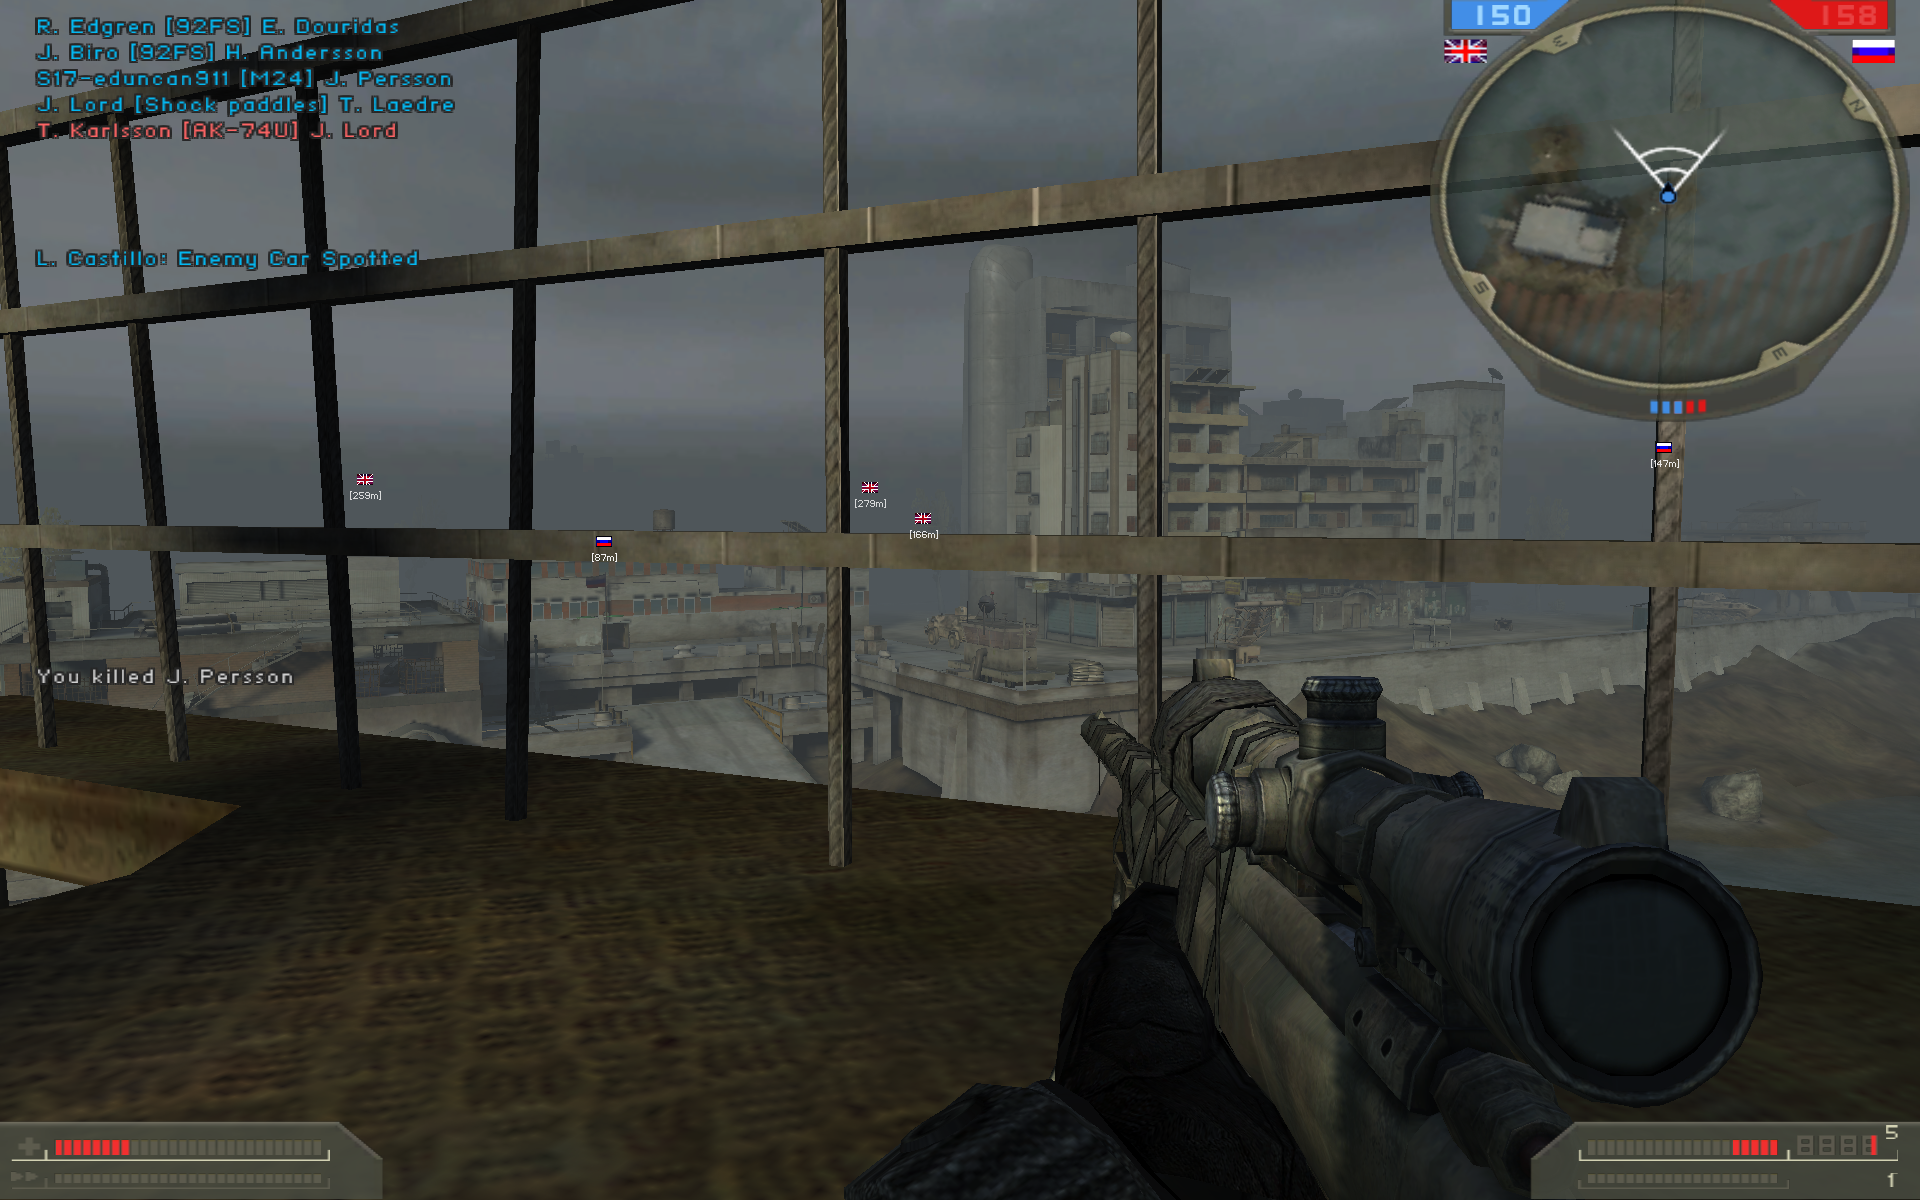 R. Edgren [92FS] E. Douridas
J. Biro [92FS] H. Andersson
S17-eduncan911 [M24] J. Persson
J. Lord [Shock paddles] T. Laedre
T. Karlsson [AK-74U] J. Lord
150
158
W
N
S
E
L. Castillo: Enemy Car Spotted
[147m]
[259m]
[279m]
[166m]
[87m]
You killed J. Persson
5
1